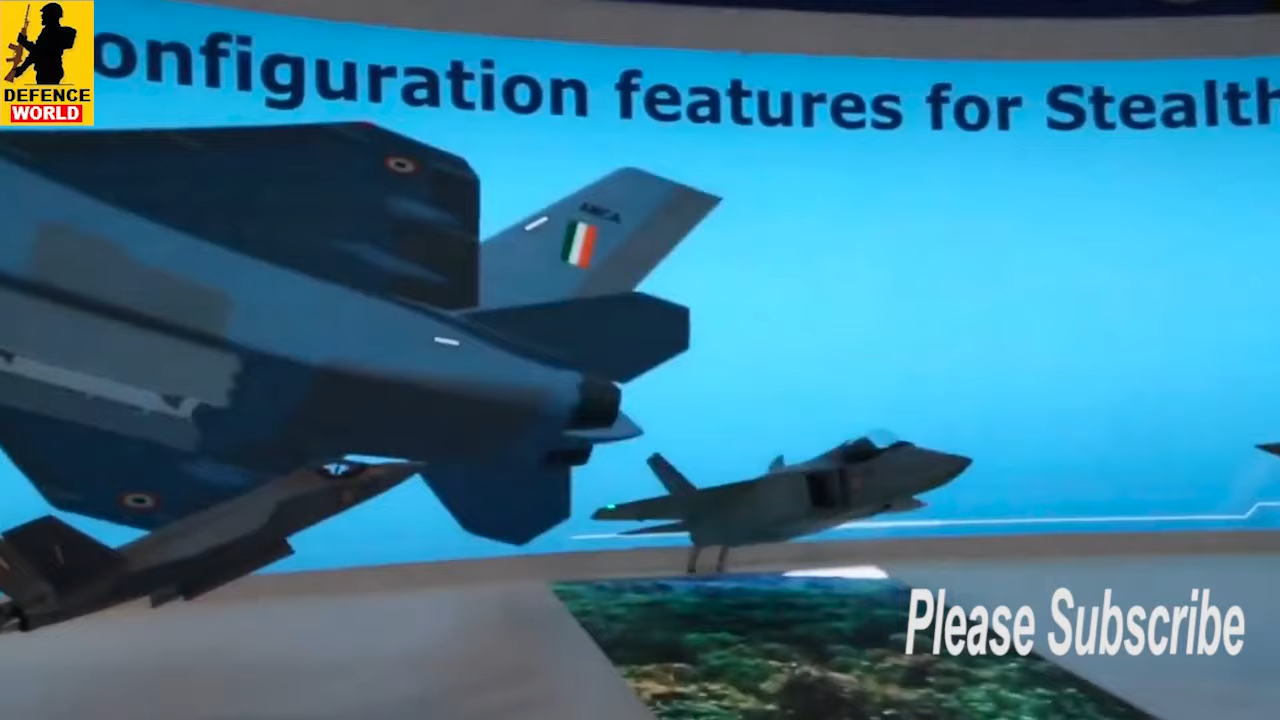 onfiguration features for Stealth
DEFENCE
WORLD
AMCA
Please Subscribe